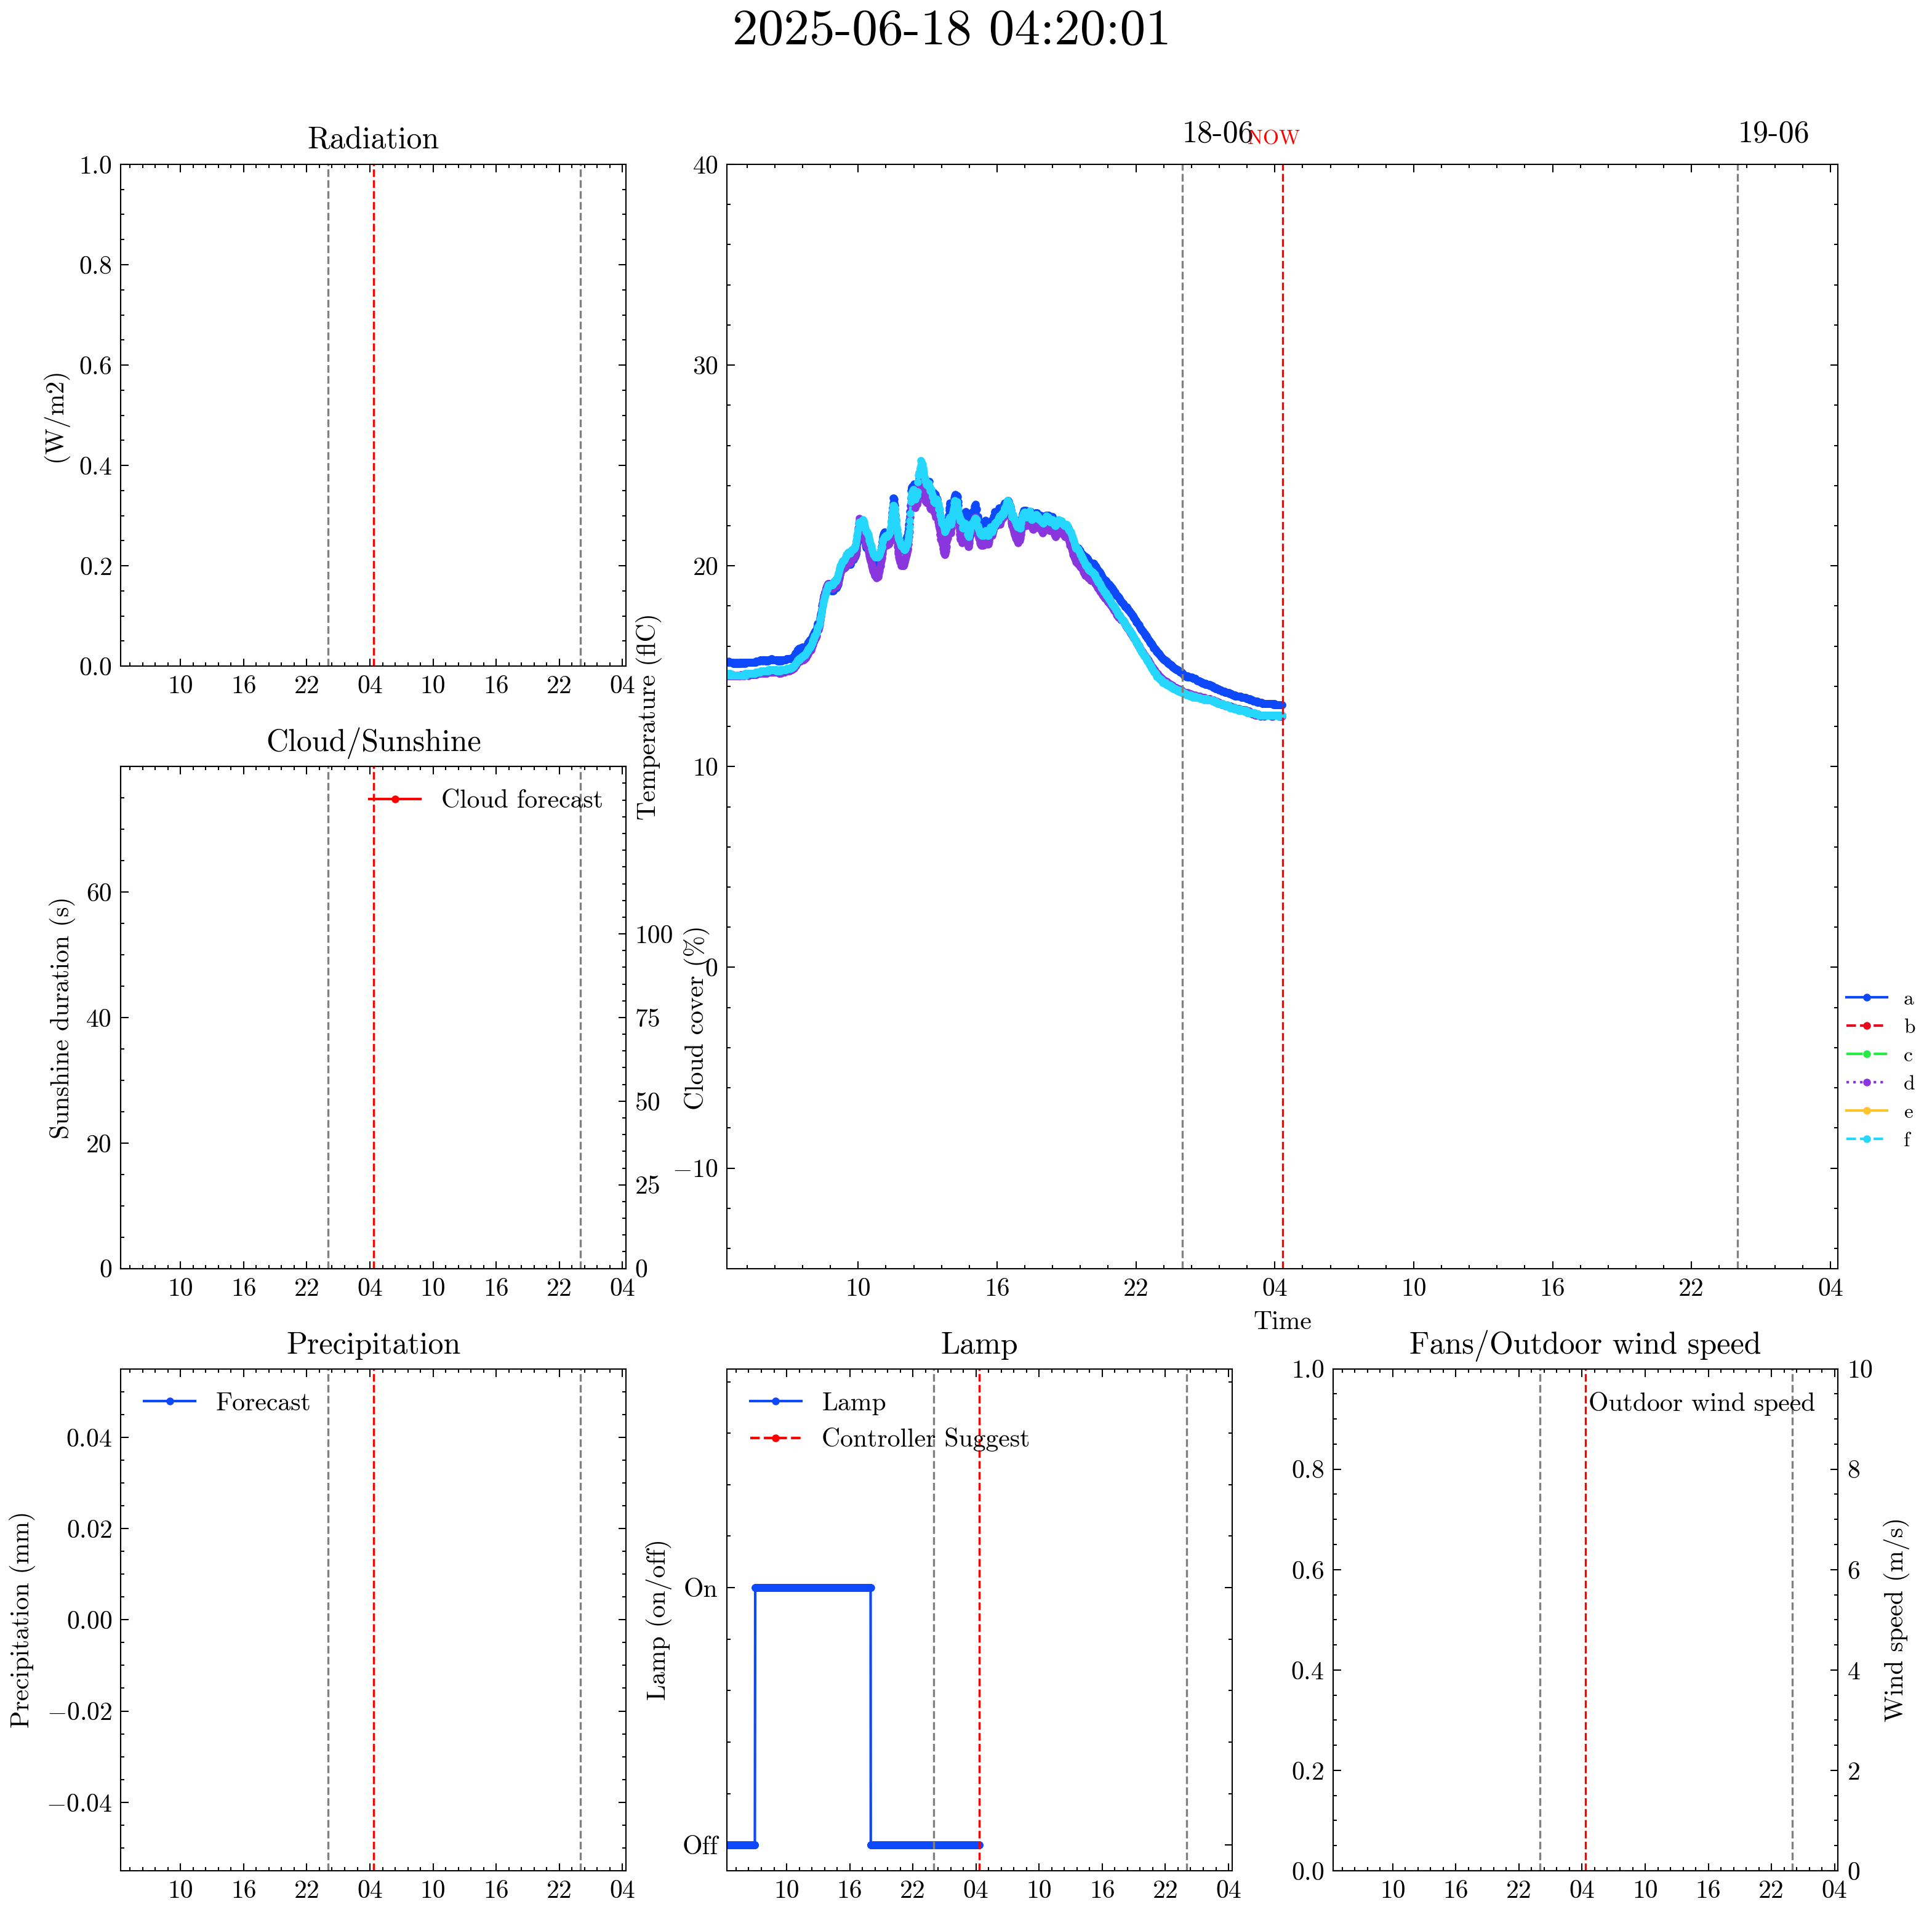 2025-06-18 04:20:01
Radiation
1.0
0.8
0.6
0.4
0.2
0.0
(W/m2)
10 16 22 04 10 16 22 04
18-06
NOW
19-06
40
30
20
10
0
−10
Temperature (flC)
10 16 22 04 10 16 22 04
Time
a
b
c
d
e
f
Cloud/Sunshine
Cloud forecast
60
40
20
0
Sunshine duration (s)
100
75
50
25
0
Cloud cover (%)
10 16 22 04 10 16 22 04
Precipitation
Forecast
0.04
0.02
0.00
−0.02
−0.04
Precipitation (mm)
10 16 22 04 10 16 22 04
Lamp
Lamp
Controller Suggest
On
Off
Lamp (on/off)
10 16 22 04 10 16 22 04
Fans/Outdoor wind speed
Outdoor wind speed
1.0
0.8
0.6
0.4
0.2
0.0
10
8
6
4
2
0
Wind speed (m/s)
10 16 22 04 10 16 22 04